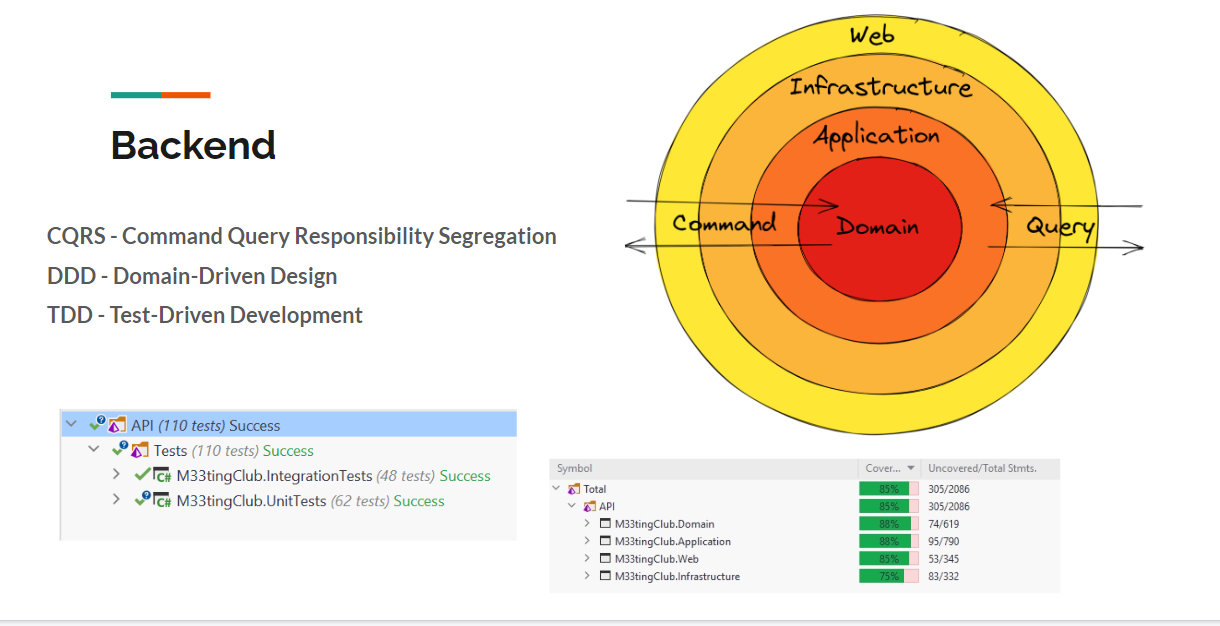 Backend
CQRS - Command Query Responsibility Segregation
DDD - Domain-Driven Design
TDD - Test-Driven Development
Web
Infrastructure
Application
Command
Domain
Query
API (110 tests) Success
Tests (110 tests) Success
C# M33tingClub.IntegrationTests (48 tests) Success
C# M33tingClub.UnitTests (62 tests) Success
Symbol Cover... Uncovered/Total Stmts.
Total 85% 305/2086
API 85% 305/2086
M33tingClub.Domain 88% 74/619
M33tingClub.Application 88% 95/790
M33tingClub.Web 85% 53/345
M33tingClub.Infrastructure 75% 83/332